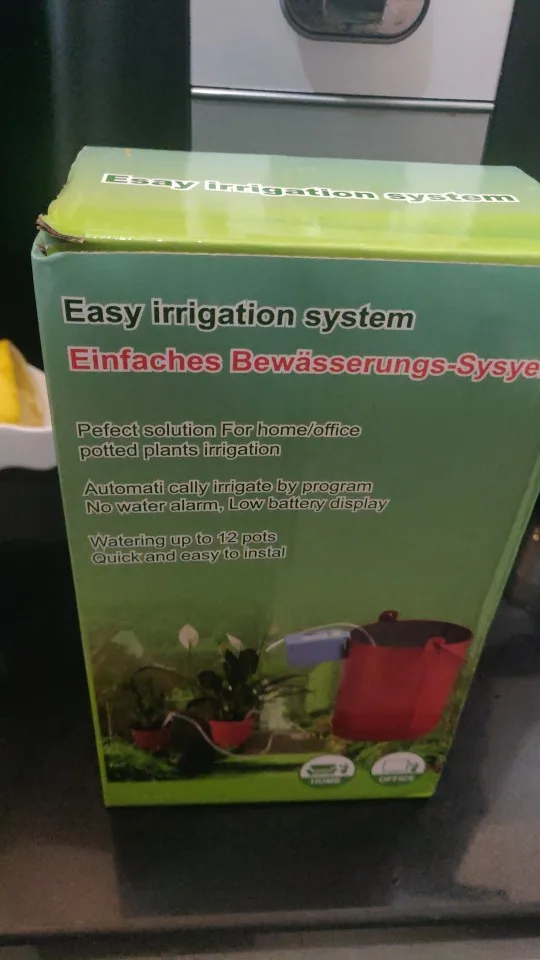 Esay irrigation system
Easy irrigation system
Einfaches Bewässerungs-Sysye
Pefect solution For home/office
potted plants irrigation
Automati cally irrigate by program
No water alarm, Low battery display
Watering up to 12 pots
Quick and easy to instal
HOME
OFFICE